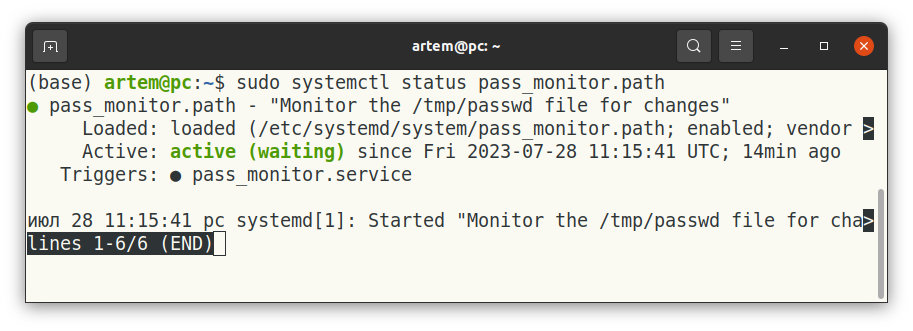 artem@pc: ~
(base) artem@pc:~$ sudo systemctl status pass_monitor.path
● pass_monitor.path - "Monitor the /tmp/passwd file for changes"
Loaded: loaded (/etc/systemd/system/pass_monitor.path; enabled; vendor >
Active: active (waiting) since Fri 2023-07-28 11:15:41 UTC; 14min ago
Triggers: ● pass_monitor.service
июл 28 11:15:41 pc systemd[1]: Started "Monitor the /tmp/passwd file for cha>
lines 1-6/6 (END)